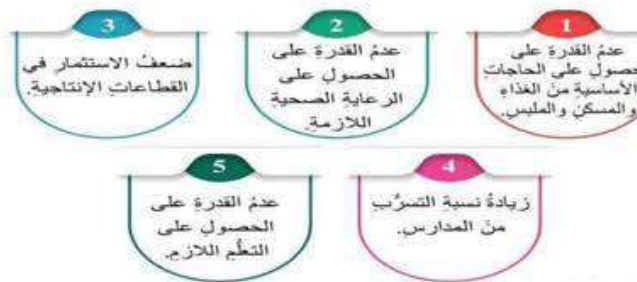 1
عدمُ القدرةِ على
حصولِ على الحاجاتِ
الأساسيةِ منَ الغذاءِ
والمسكنِ والملبسِ.
2
عدمُ القدرةِ على
الحصولِ على
الرعايةِ الصحيةِ
اللازمةِ.
3
ضعفُ الاستثمارِ في
القطاعاتِ الإنتاجيةِ.
4
زيادةُ نسبةِ التسرُّبِ
منَ المدارسِ.
5
عدمُ القدرةِ على
الحصولِ على
التعلُّمِ اللازمِ.